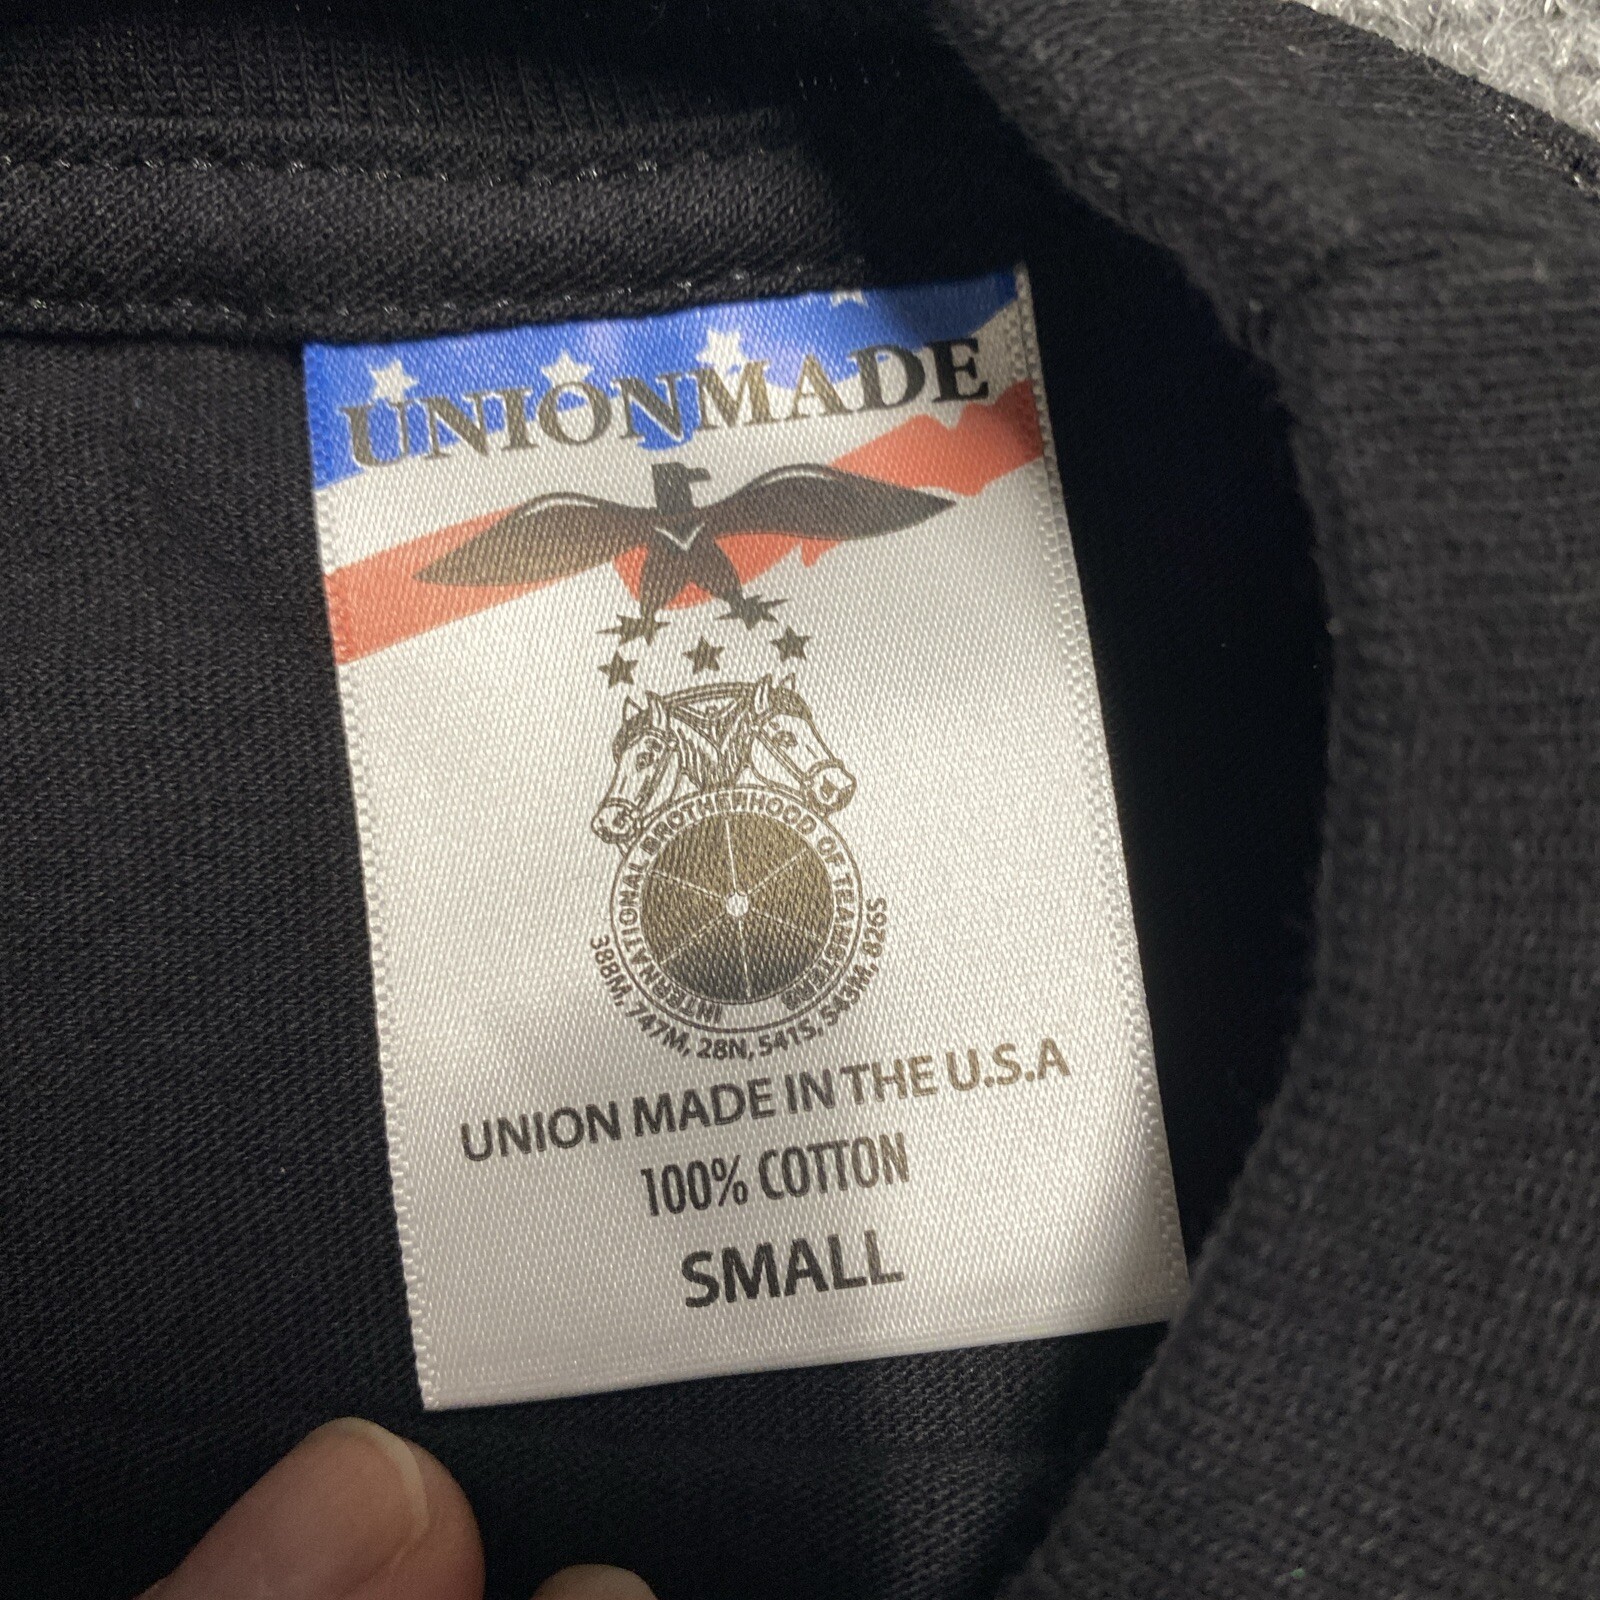 UNIONMADE
INTERNATIONAL BROTHERHOOD OF TEAMSTERS
388M, 747M, 28N, 541S, 543M, 826S
UNION MADE IN THE U.S.A
100% COTTON
SMALL